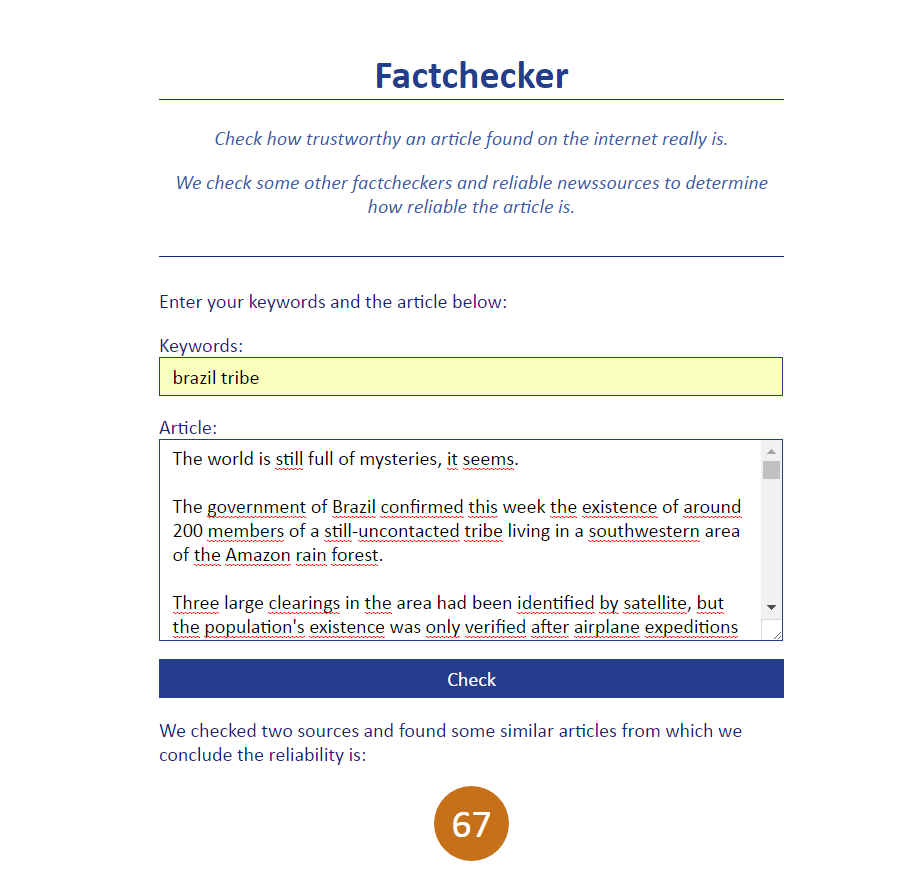 Factchecker
Check how trustworthy an article found on the internet really is.
We check some other factcheckers and reliable newssources to determine
how reliable the article is.
Enter your keywords and the article below:
Keywords:
brazil tribe
Article:
The world is still full of mysteries, it seems.
The government of Brazil confirmed this week the existence of around
200 members of a still-uncontacted tribe living in a southwestern area
of the Amazon rain forest.
Three large clearings in the area had been identified by satellite, but
the population's existence was only verified after airplane expeditions
Check
We checked two sources and found some similar articles from which we
conclude the reliability is:
67